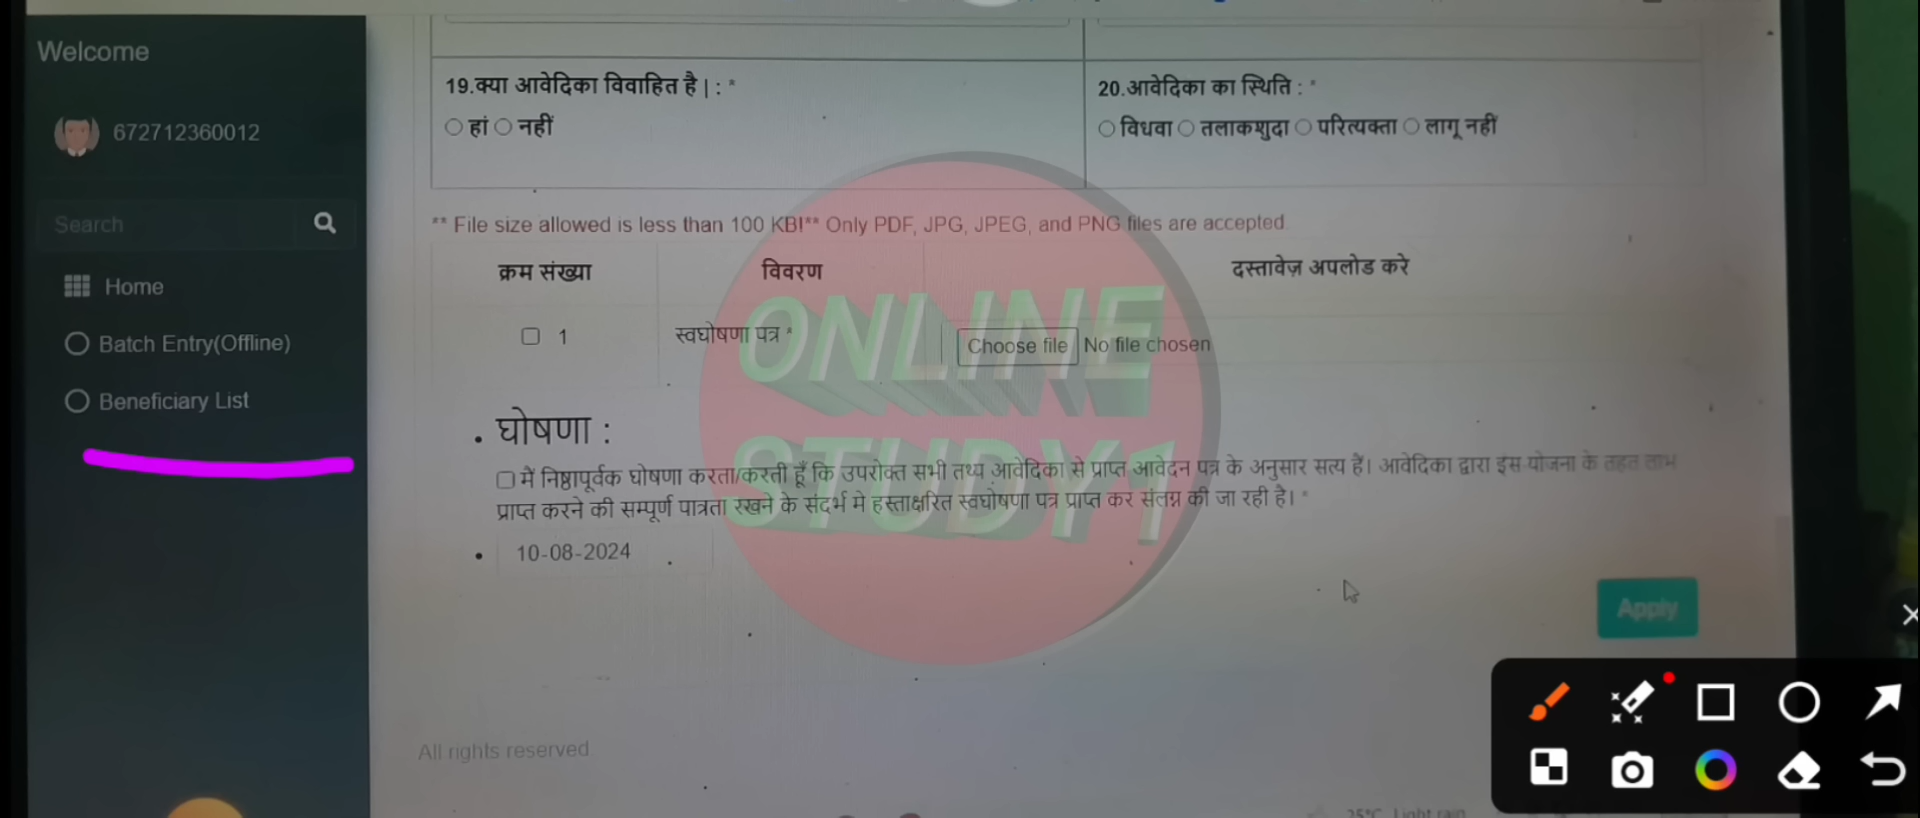 Welcome
672712360012
Search
Home
Batch Entry(Offline)
Beneficiary List
19.क्या आवेदिका विवाहित है | : *
हां नहीं
20.आवेदिका का स्थिति : *
विधवा तलाकशुदा परित्यक्ता लागू नहीं
** File size allowed is less than 100 KB!** Only PDF, JPG, JPEG, and PNG files are accepted
क्रम संख्या विवरण दस्तावेज़ अपलोड करे
1 स्वघोषणा पत्र * Choose file No file chosen
ONLINE
STUDY1
• घोषणा :
मैं निष्ठापूर्वक घोषणा करता/करती हूँ कि उपरोक्त सभी तथ्य आवेदिका से प्राप्त आवेदन पत्र के अनुसार सत्य हैं। आवेदिका द्वारा इस योजना के तहत लाभ
प्राप्त करने की सम्पूर्ण पात्रता रखने के संदर्भ मे हस्ताक्षरित स्वघोषणा पत्र प्राप्त कर संलग्न की जा रही है। *
• 10-08-2024
Apply
All rights reserved
25°C Light rain